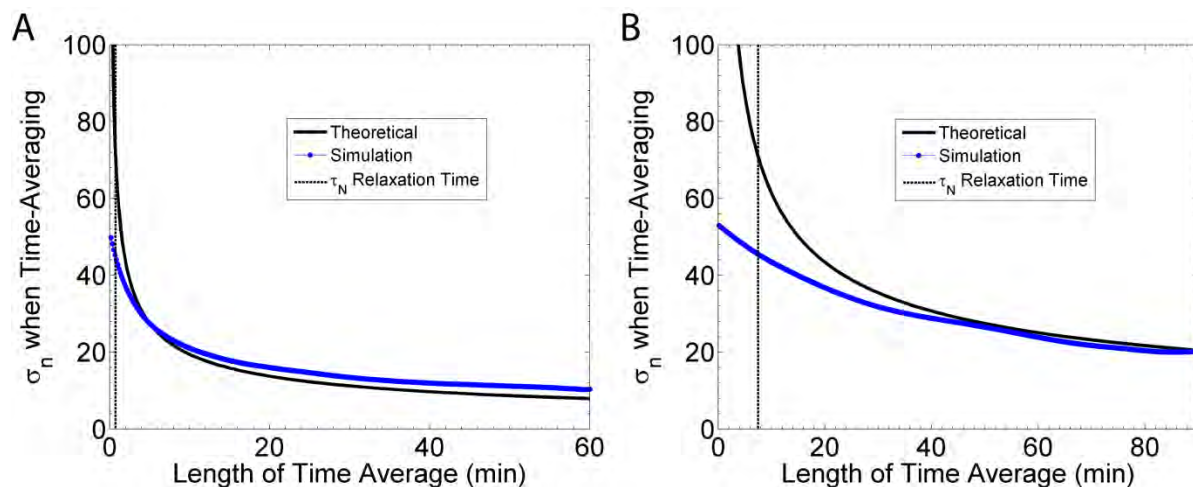 A
100
80
60
40
20
0
σn when Time-Averaging
Theoretical
Simulation
τN Relaxation Time
0 20 40 60
Length of Time Average (min)
B
100
80
60
40
20
0
σn when Time-Averaging
Theoretical
Simulation
τN Relaxation Time
0 20 40 60 80
Length of Time Average (min)